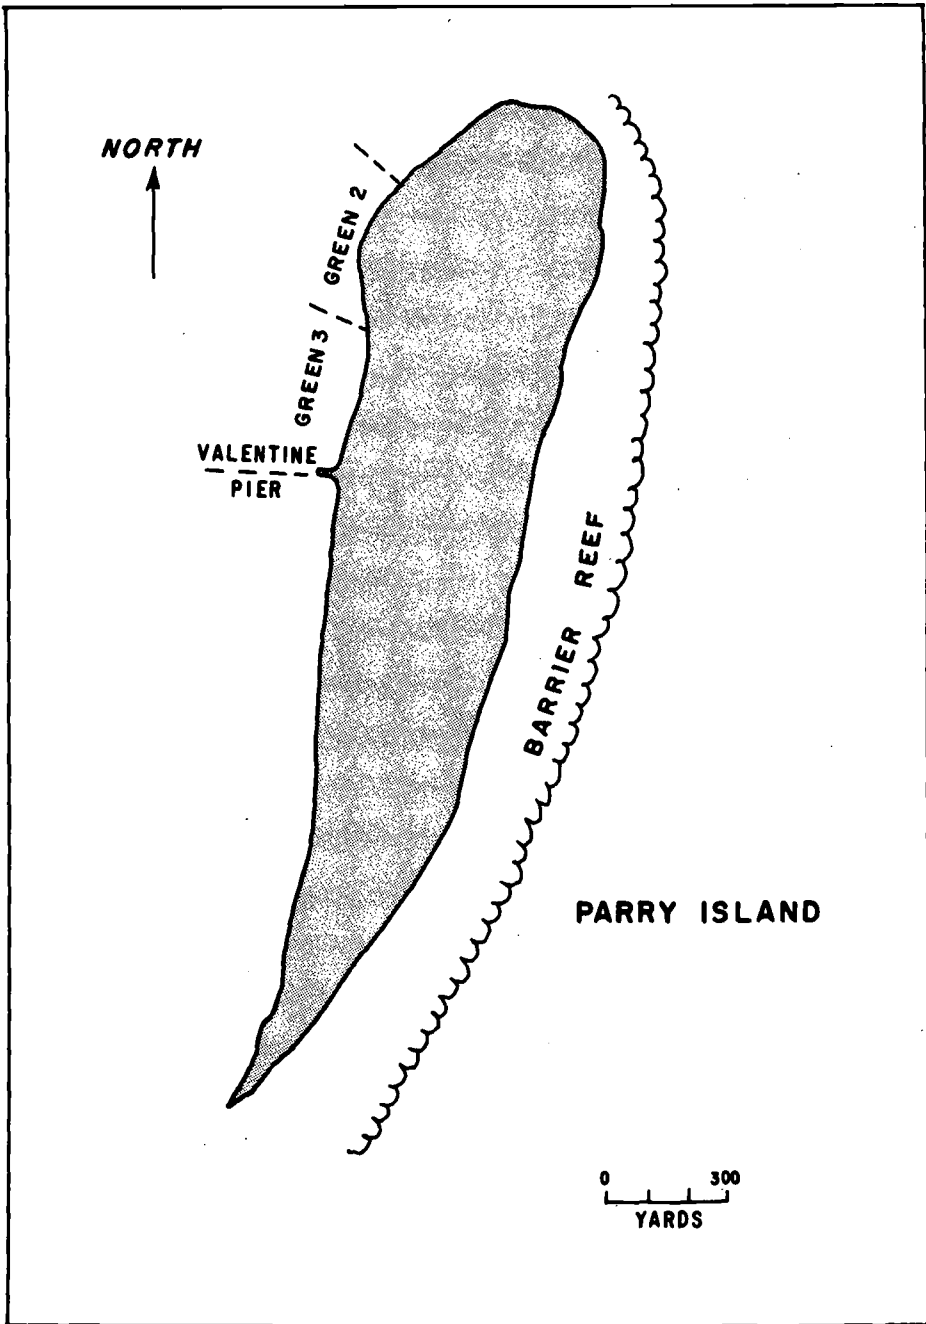 NORTH
GREEN 2
GREEN 3
VALENTINE
PIER
BARRIER REEF
PARRY ISLAND
0 300
YARDS